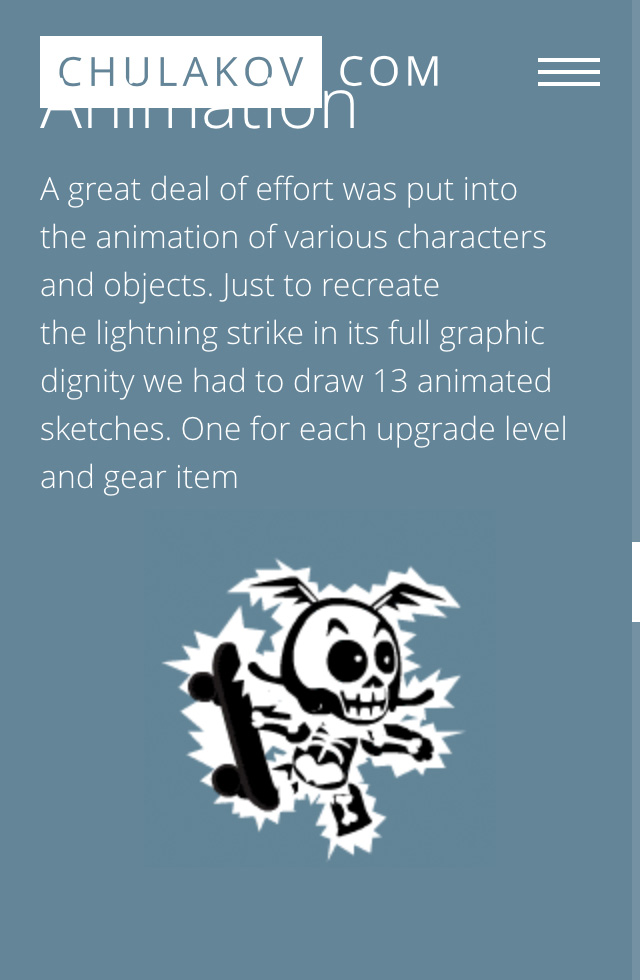 CHULAKOV COM
Animation
A great deal of effort was put into
the animation of various characters
and objects. Just to recreate
the lightning strike in its full graphic
dignity we had to draw 13 animated
sketches. One for each upgrade level
and gear item